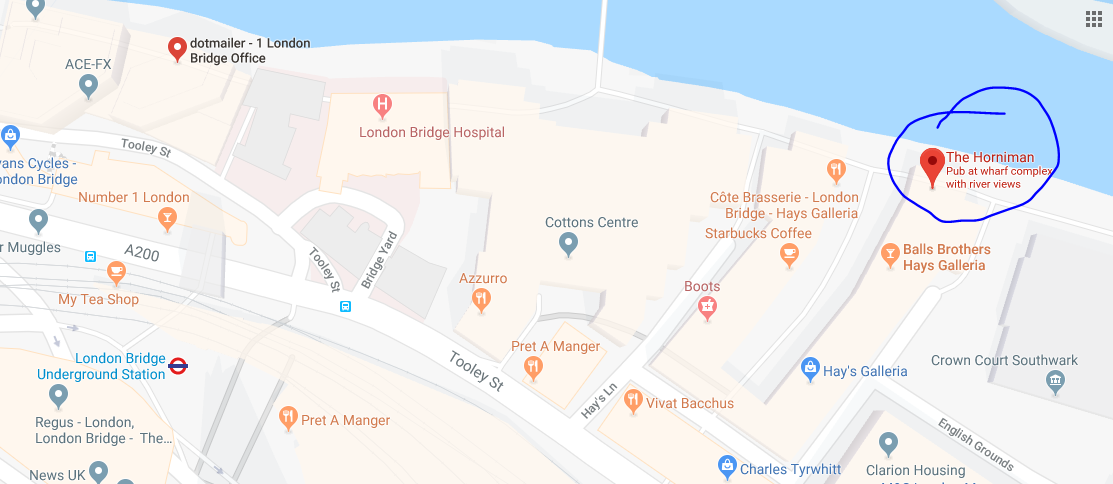 dotmailer - 1 London
Bridge Office
ACE-FX
London Bridge Hospital
Tooley St
vans Cycles -
ondon Bridge
Number 1 London
r Muggles
A200
My Tea Shop
Tooley St
Bridge Yard
Cottons Centre
Azzurro
Pret A Manger
Tooley St
Hay's Ln
The Horniman
Pub at wharf complex
with river views
Côte Brasserie - London
Bridge - Hays Galleria
Starbucks Coffee
Balls Brothers
Hays Galleria
Boots
Hay's Galleria
Crown Court Southwark
Vivat Bacchus
English Grounds
Charles Tyrwhitt
Clarion Housing
London Bridge
Underground Station
Regus - London,
London Bridge - The...
Pret A Manger
News UK